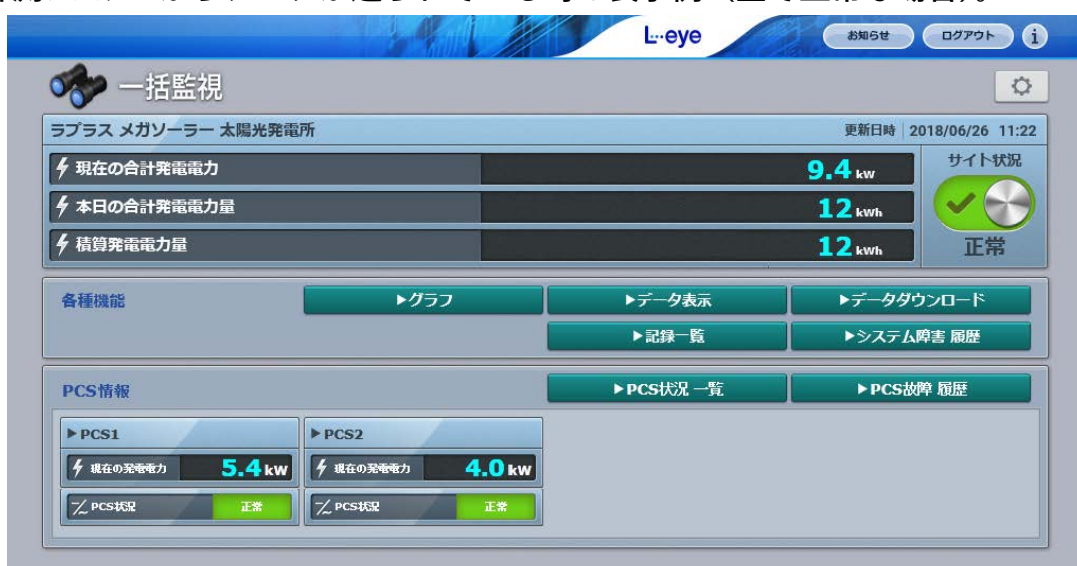 L・・eye
お知らせ ログアウト i
一括監視
ラプラス メガソーラー 太陽光発電所 更新日時 2018/06/26 11:22
現在の合計発電電力 9.4 kw
サイト状況
本日の合計発電電力量 12 kwh
積算発電電力量 12 kwh
正常
各種機能 ▶グラフ ▶データ表示 ▶データダウンロード
▶記録一覧 ▶システム障害 履歴
PCS情報 ▶PCS状況 一覧 ▶PCS故障 履歴
▶PCS1 ▶PCS2
現在の発電電力 5.4 kw 現在の発電電力 4.0 kw
PCS状況 正常 PCS状況 正常